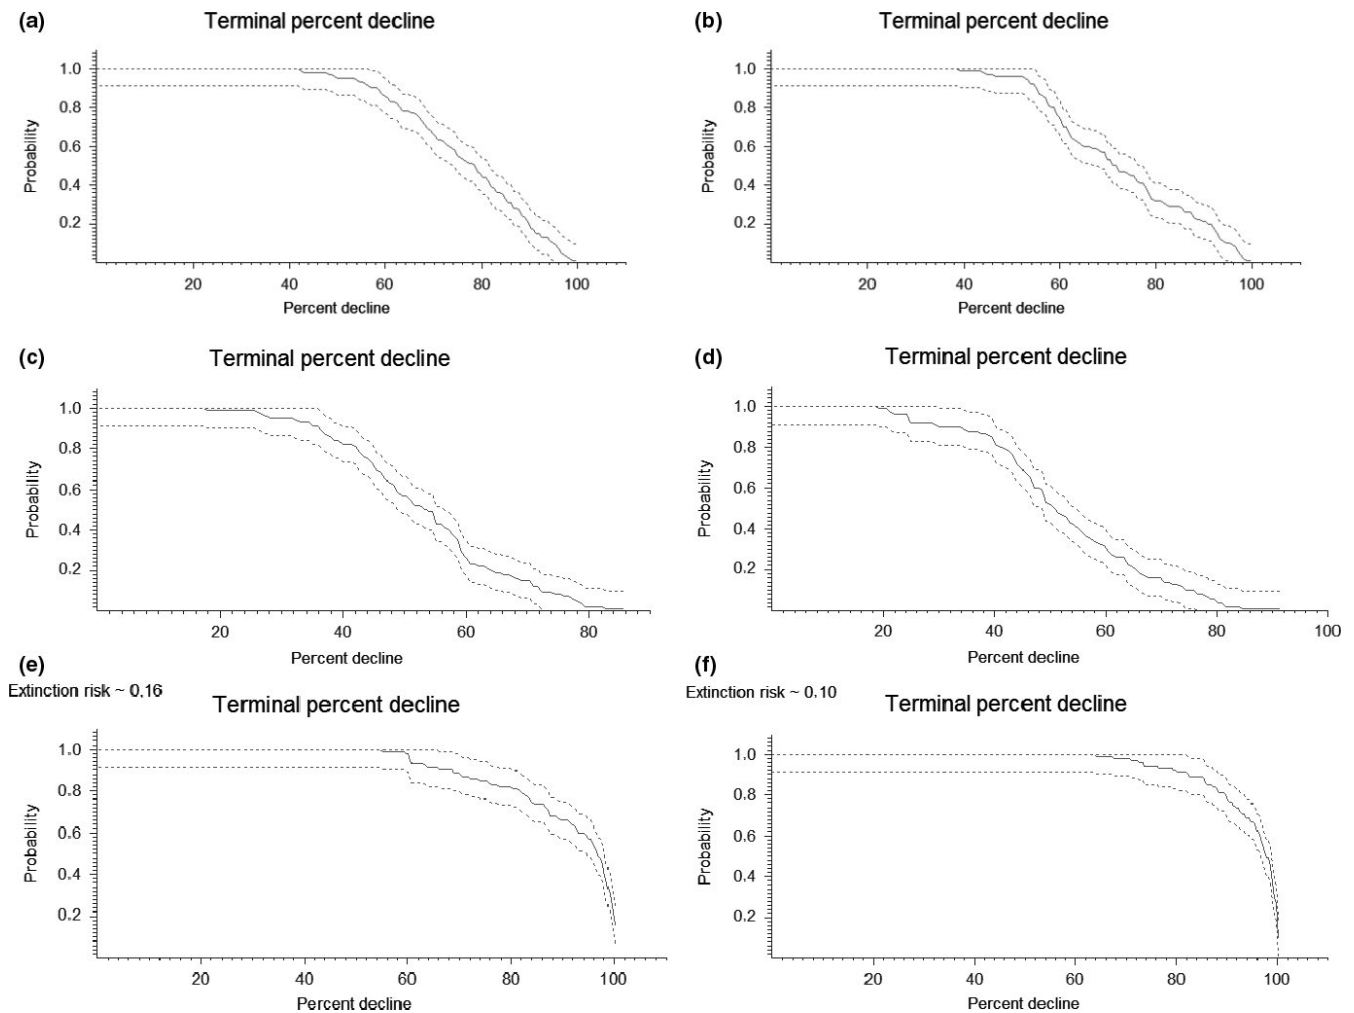 (a) Terminal percent decline
1.0
0.8
0.6
0.4
0.2
Probability
20 40 60 80 100
Percent decline
(b) Terminal percent decline
1.0
0.8
0.6
0.4
0.2
Probability
20 40 60 80 100
Percent decline
(c) Terminal percent decline
1.0
0.8
0.6
0.4
0.2
Probability
20 40 60 80
Percent decline
(d) Terminal percent decline
1.0
0.8
0.6
0.4
0.2
Probability
20 40 60 80 100
Percent decline
(e)
Extinction risk ~ 0.16
Terminal percent decline
1.0
0.8
0.6
0.4
0.2
Probability
20 40 60 80 100
Percent decline
(f)
Extinction risk ~ 0.10
Terminal percent decline
1.0
0.8
0.6
0.4
0.2
Probability
20 40 60 80 100
Percent decline